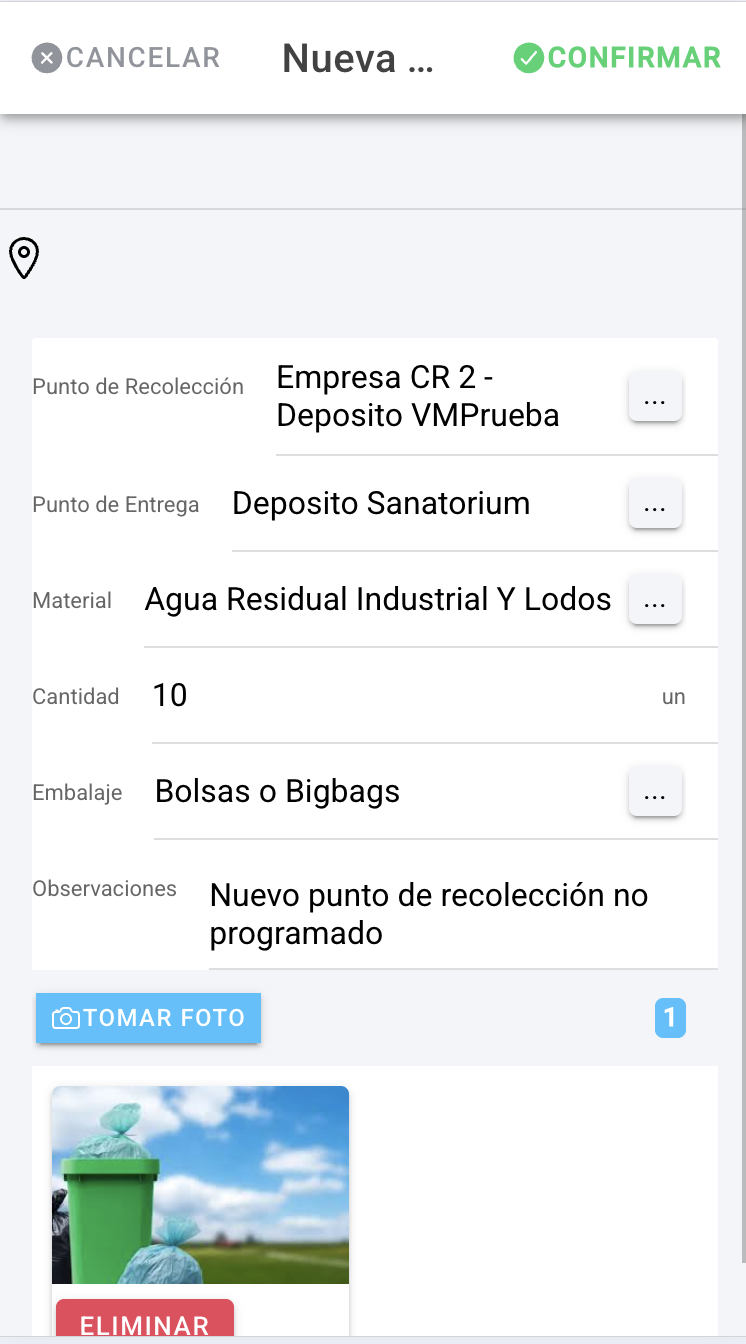 CANCELAR Nueva ... CONFIRMAR
Punto de Recolección Empresa CR 2 - ...
Deposito VMPrueba
Punto de Entrega Deposito Sanatorium ...
Material Agua Residual Industrial Y Lodos ...
Cantidad 10 un
Embalaje Bolsas o Bigbags ...
Observaciones Nuevo punto de recolección no
programado
TOMAR FOTO 1
ELIMINAR